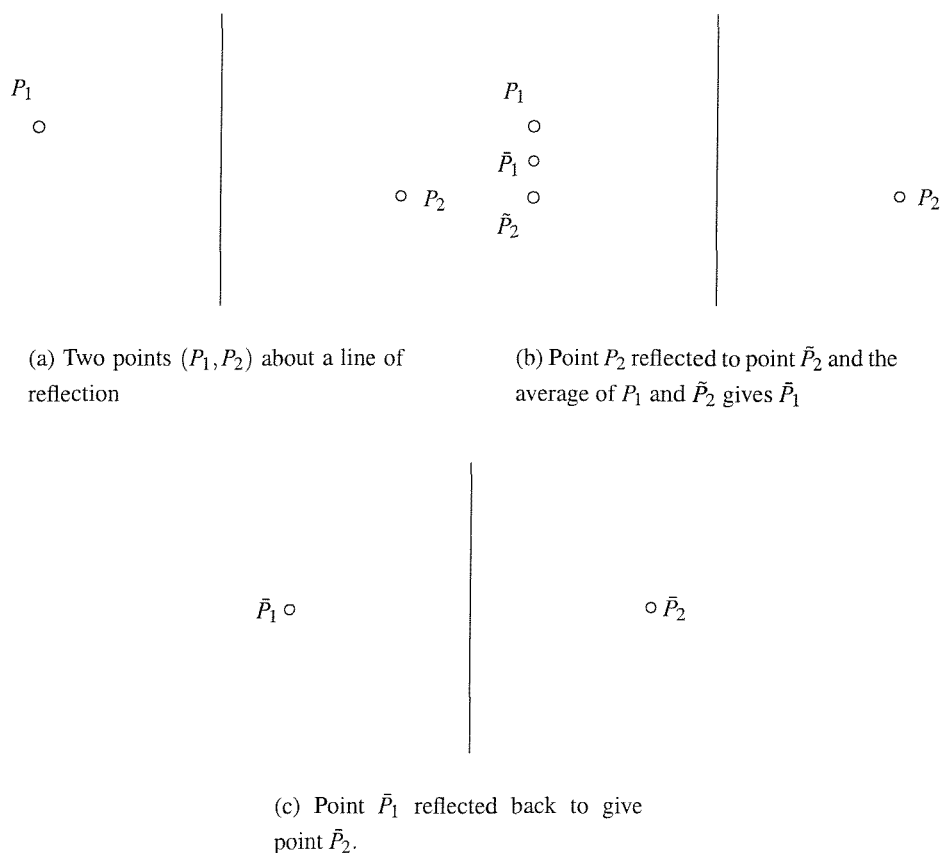 P₁
P₂
P₁
P̄₁
P̃₂
P₂
(a) Two points (P₁, P₂) about a line of
reflection
(b) Point P₂ reflected to point P̃₂ and the
average of P₁ and P̃₂ gives P̄₁
P̄₁
P̄₂
(c) Point P̄₁ reflected back to give
point P̄₂.